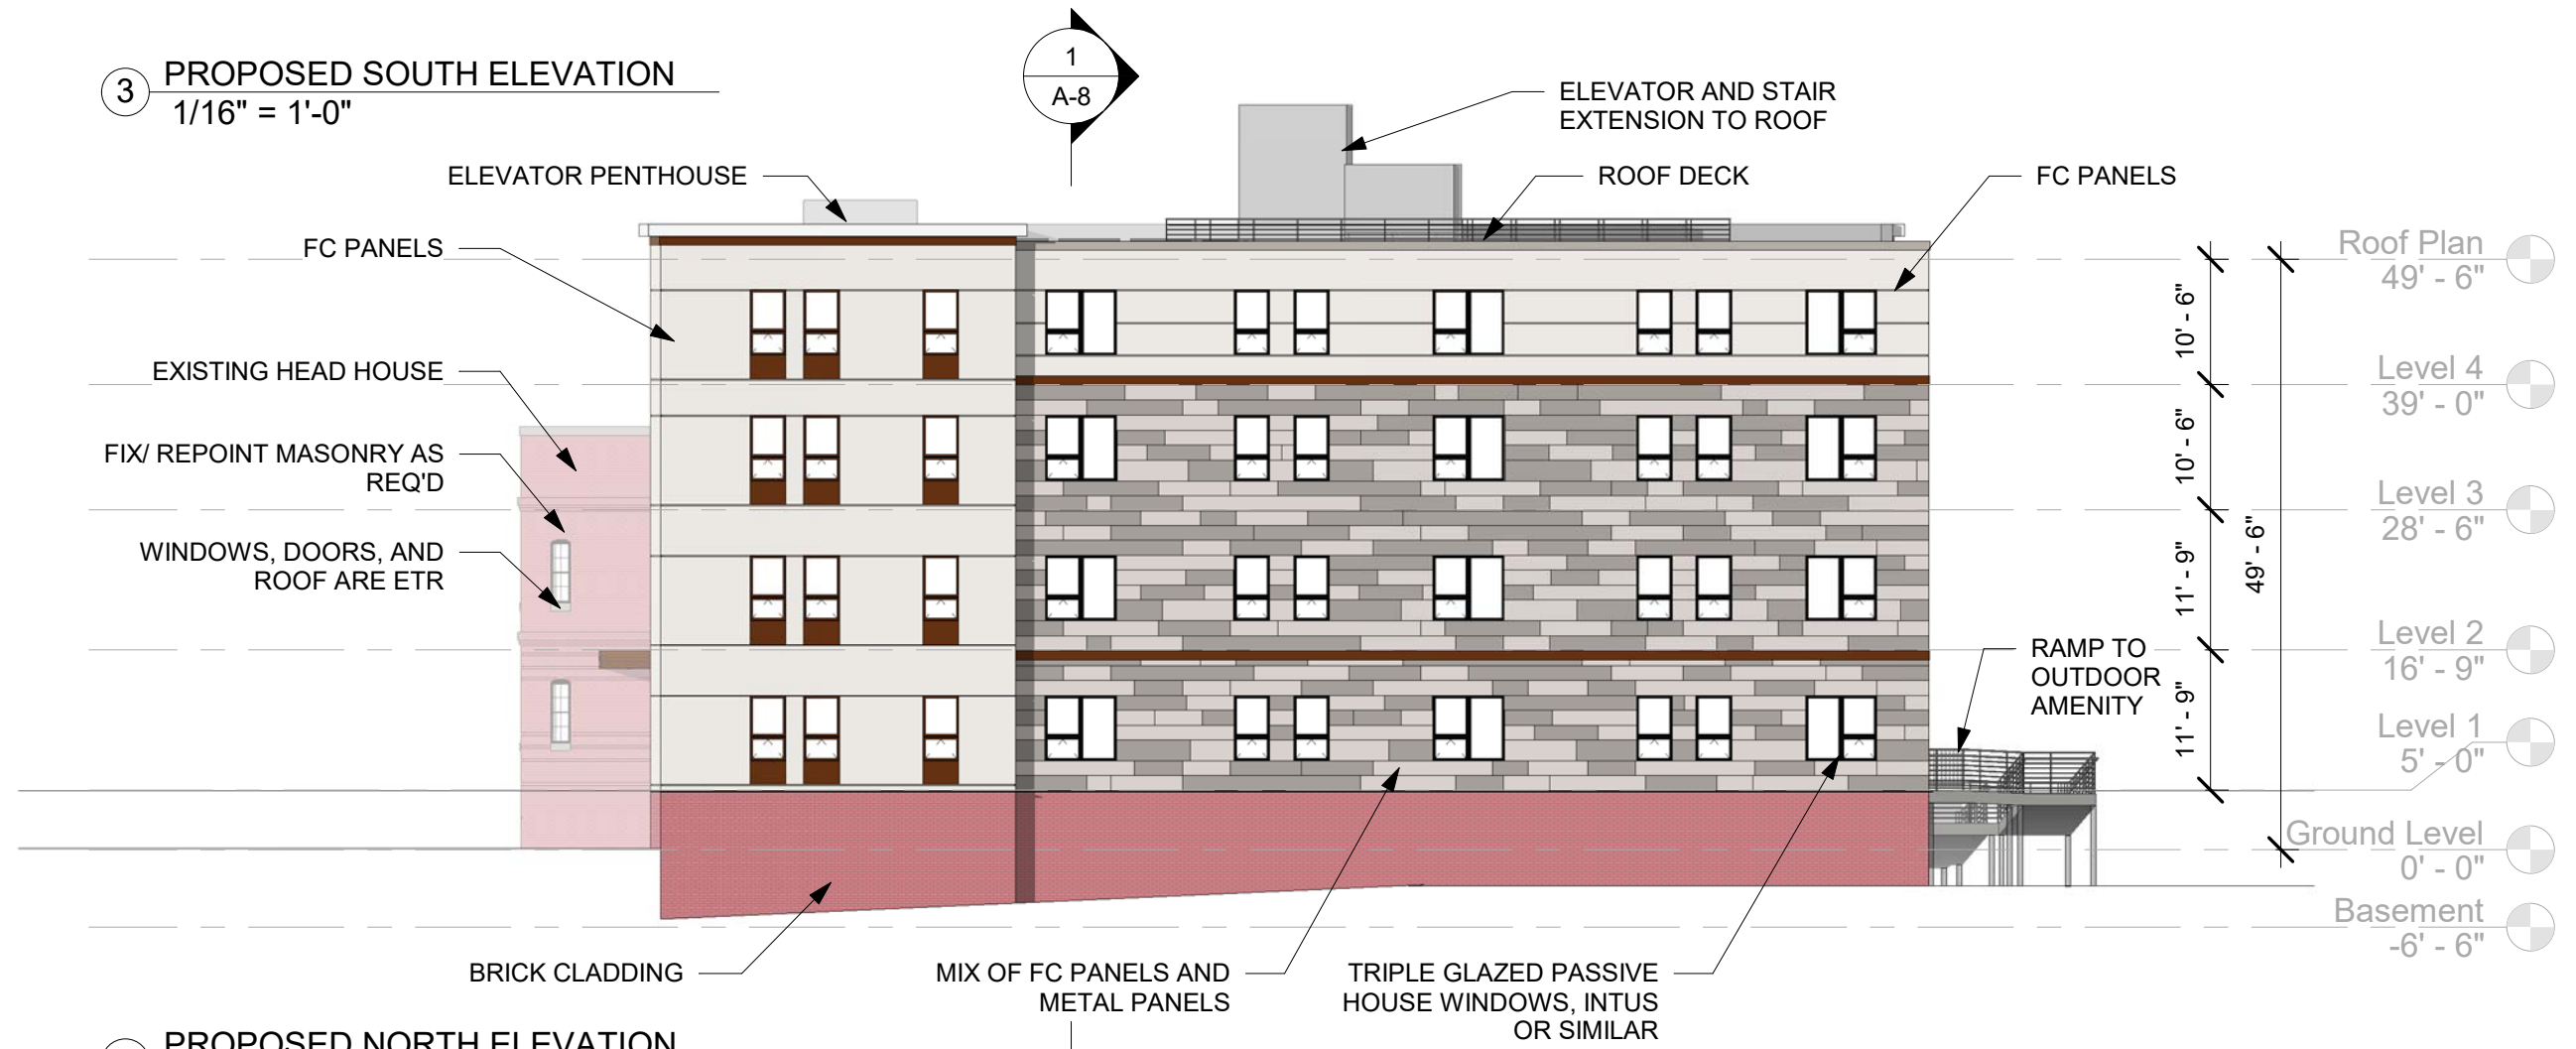 3
PROPOSED SOUTH ELEVATION
1/16" = 1'-0"
1
A-8
ELEVATOR AND STAIR
EXTENSION TO ROOF
ELEVATOR PENTHOUSE
ROOF DECK
FC PANELS
FC PANELS
EXISTING HEAD HOUSE
FIX/ REPOINT MASONRY AS
REQ'D
WINDOWS, DOORS, AND
ROOF ARE ETR
Roof Plan
49' - 6"
10' - 6"
Level 4
39' - 0"
10' - 6"
Level 3
28' - 6"
11' - 9"
49' - 6"
Level 2
16' - 9"
RAMP TO
OUTDOOR
AMENITY
11' - 9"
Level 1
5' - 0"
Ground Level
0' - 0"
Basement
-6' - 6"
BRICK CLADDING
MIX OF FC PANELS AND
METAL PANELS
TRIPLE GLAZED PASSIVE
HOUSE WINDOWS, INTUS
OR SIMILAR
PROPOSED NORTH ELEVATION